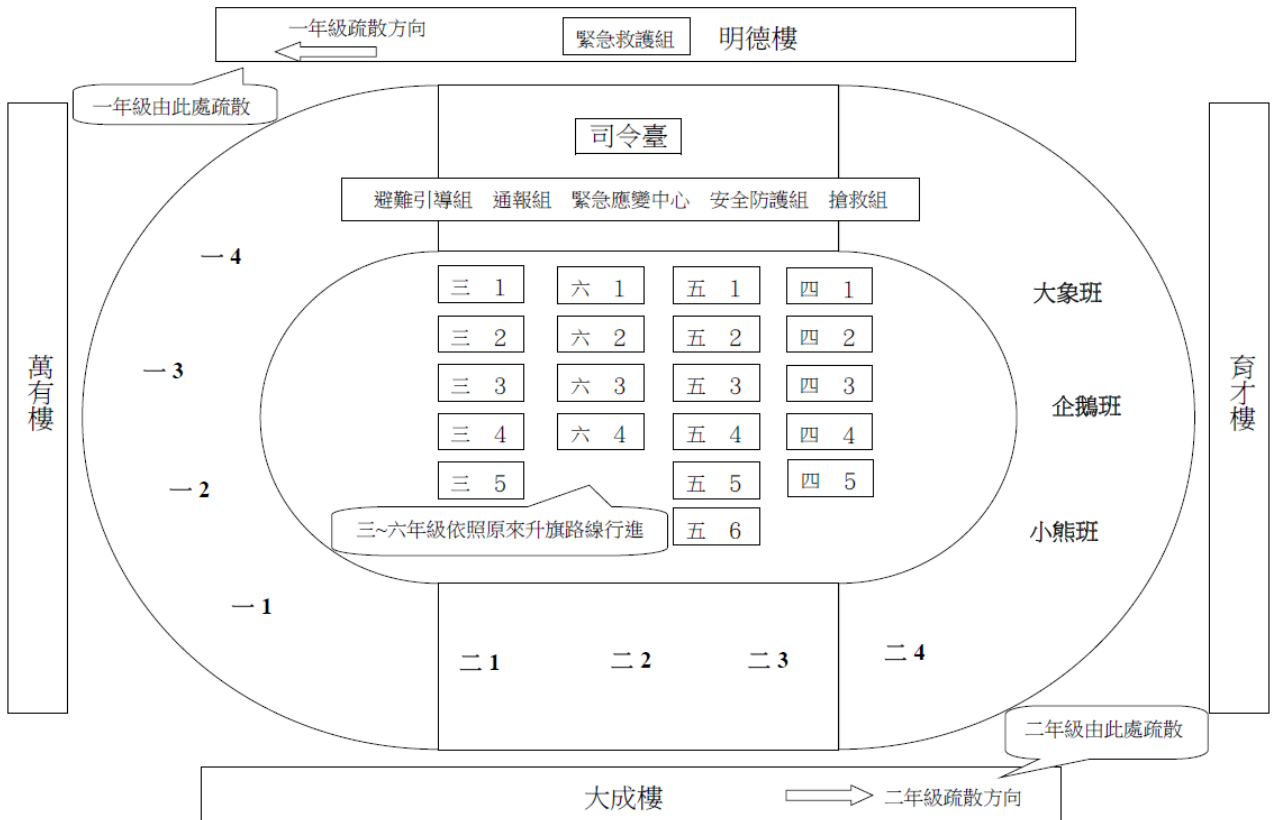 一年級疏散方向
緊急救護組
明德樓
一年級由此處疏散
司令臺
避難引導組 通報組 緊急應變中心 安全防護組 搶救組
一 4
一 3
一 2
一 1
萬有樓
三 1 六 1 五 1 四 1
三 2 六 2 五 2 四 2
三 3 六 3 五 3 四 3
三 4 六 4 五 4 四 4
三 5 五 5 四 5
三~六年級依照原來升旗路線行進
五 6
大象班
企鵝班
小熊班
育才樓
二 1 二 2 二 3 二 4
二年級由此處疏散
大成樓
二年級疏散方向